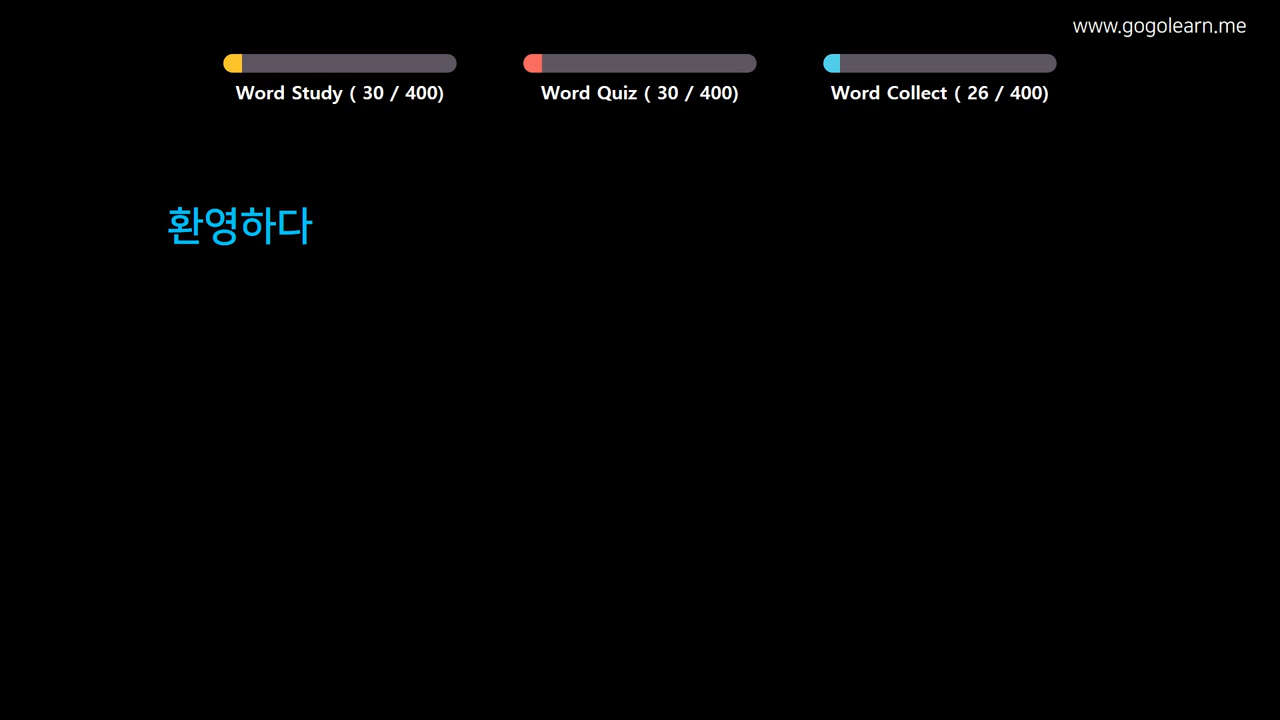 www.gogolearn.me
Word Study ( 30 / 400)
Word Quiz ( 30 / 400)
Word Collect ( 26 / 400)
환영하다